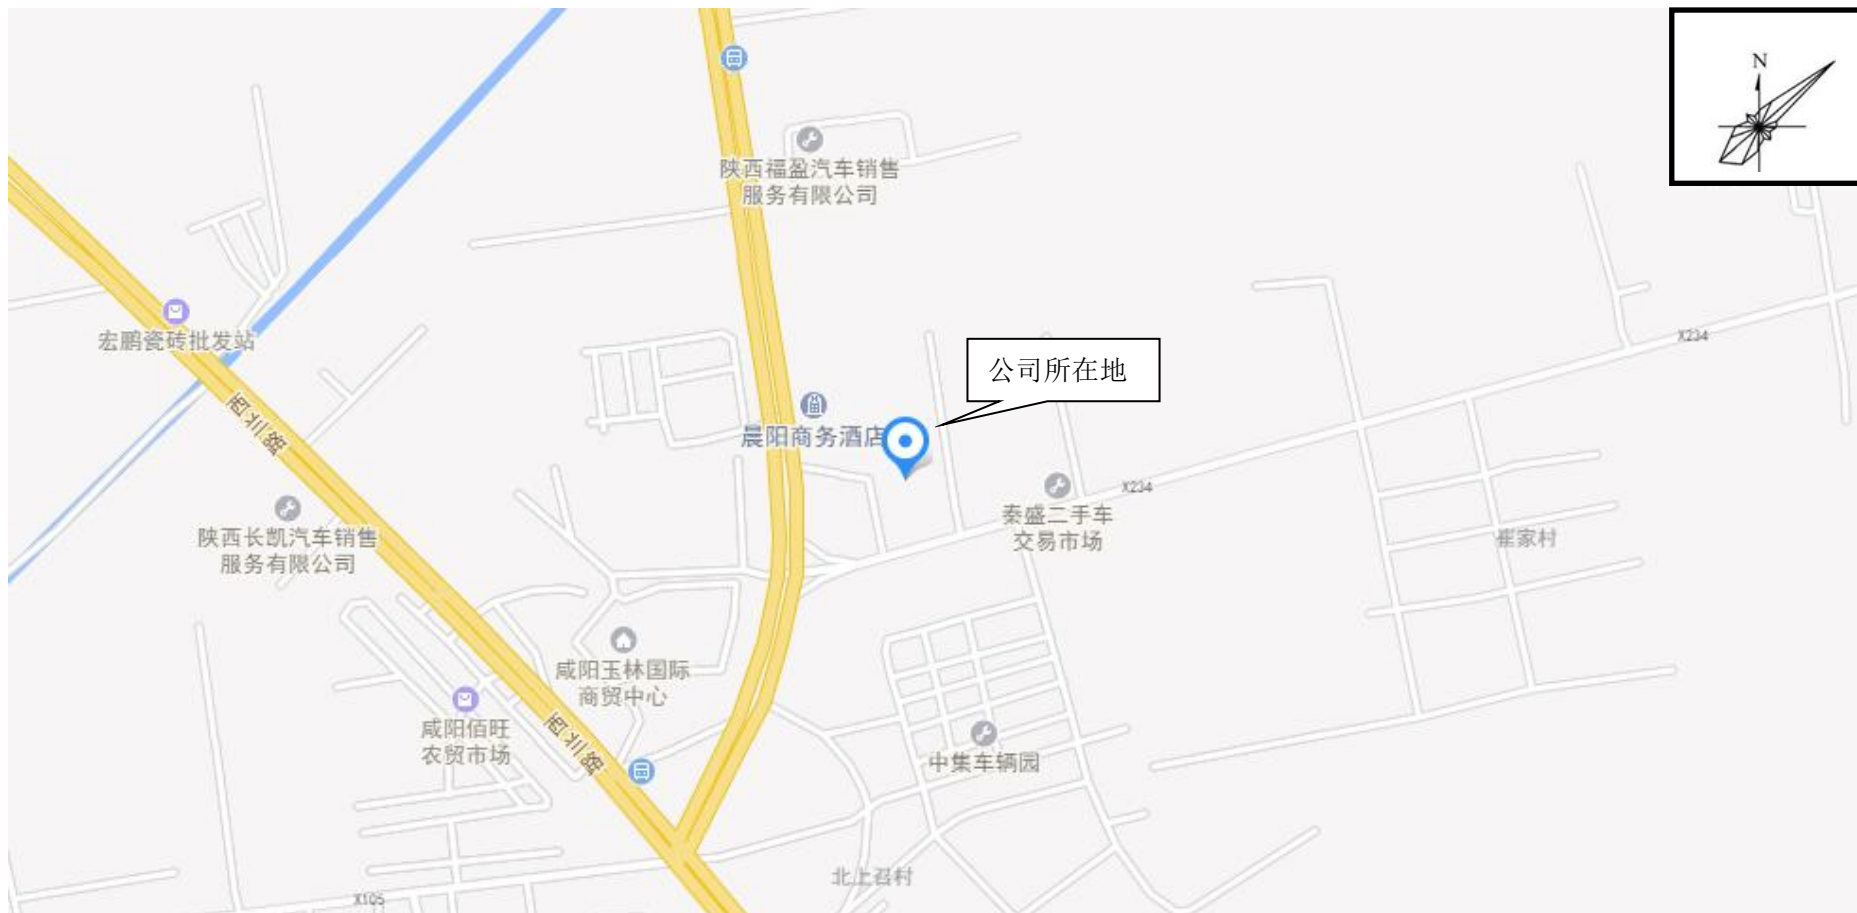 N
陕西福盈汽车销售
服务有限公司
宏鹏瓷砖批发站
X234
公司所在地
西兰路
晨阳商务酒店
X234
秦盛二手车
交易市场
陕西长凯汽车销售
服务有限公司
崔家村
咸阳玉林国际
商贸中心
咸阳佰旺
农贸市场
西兰路
中集车辆园
北上召村
X105